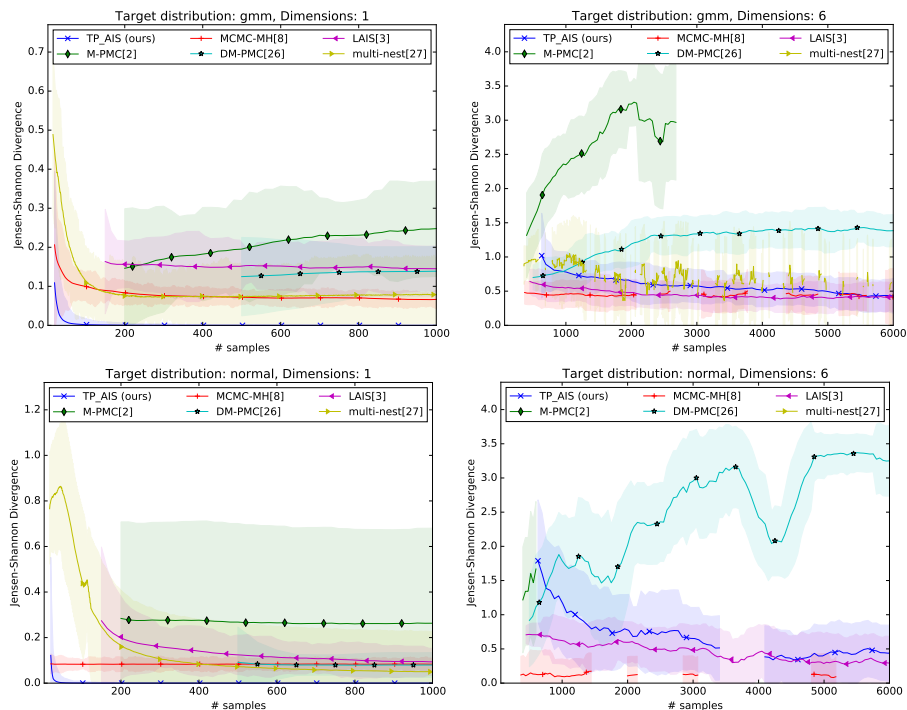 Target distribution: gmm, Dimensions: 1
TP_AIS (ours) MCMC-MH[8] LAIS[3]
M-PMC[2] DM-PMC[26] multi-nest[27]
Jensen-Shannon Divergence
0.7
0.6
0.5
0.4
0.3
0.2
0.1
0.0
200 400 600 800 1000
# samples
Target distribution: gmm, Dimensions: 6
TP_AIS (ours) MCMC-MH[8] LAIS[3]
M-PMC[2] DM-PMC[26] multi-nest[27]
Jensen-Shannon Divergence
4.0
3.5
3.0
2.5
2.0
1.5
1.0
0.5
0.0
1000 2000 3000 4000 5000 6000
# samples
Target distribution: normal, Dimensions: 1
TP_AIS (ours) MCMC-MH[8] LAIS[3]
M-PMC[2] DM-PMC[26] multi-nest[27]
Jensen-Shannon Divergence
1.2
1.0
0.8
0.6
0.4
0.2
0.0
200 400 600 800 1000
# samples
Target distribution: normal, Dimensions: 6
TP_AIS (ours) MCMC-MH[8] LAIS[3]
M-PMC[2] DM-PMC[26] multi-nest[27]
Jensen-Shannon Divergence
4.0
3.5
3.0
2.5
2.0
1.5
1.0
0.5
0.0
1000 2000 3000 4000 5000 6000
# samples